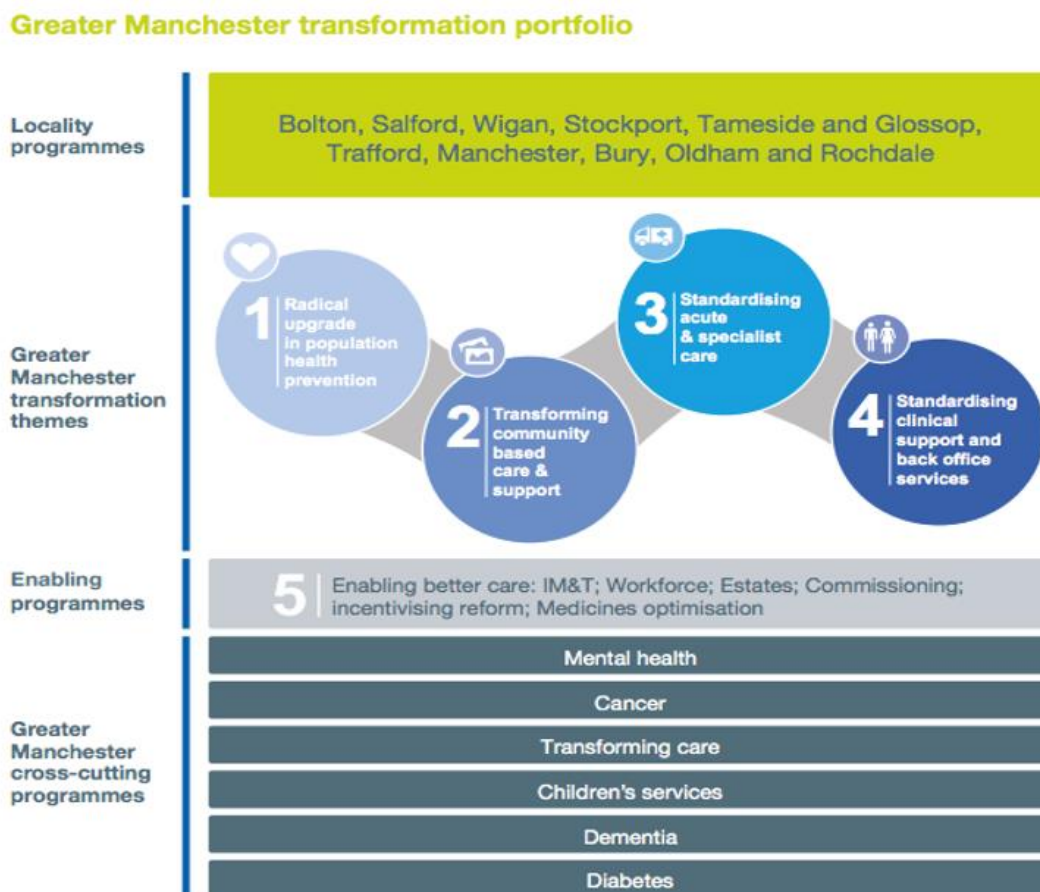 Greater Manchester transformation portfolio
Locality
programmes
Bolton, Salford, Wigan, Stockport, Tameside and Glossop,
Trafford, Manchester, Bury, Oldham and Rochdale
Greater
Manchester
transformation
themes
1
Radical
upgrade
in population
health
prevention
2
Transforming
community
based
care &
support
3
Standardising
acute
& specialist
care
4
Standardising
clinical
support and
back office
services
Enabling
programmes
5
Enabling better care: IM&T; Workforce; Estates; Commissioning;
incentivising reform; Medicines optimisation
Greater
Manchester
cross-cutting
programmes
Mental health
Cancer
Transforming care
Children's services
Dementia
Diabetes